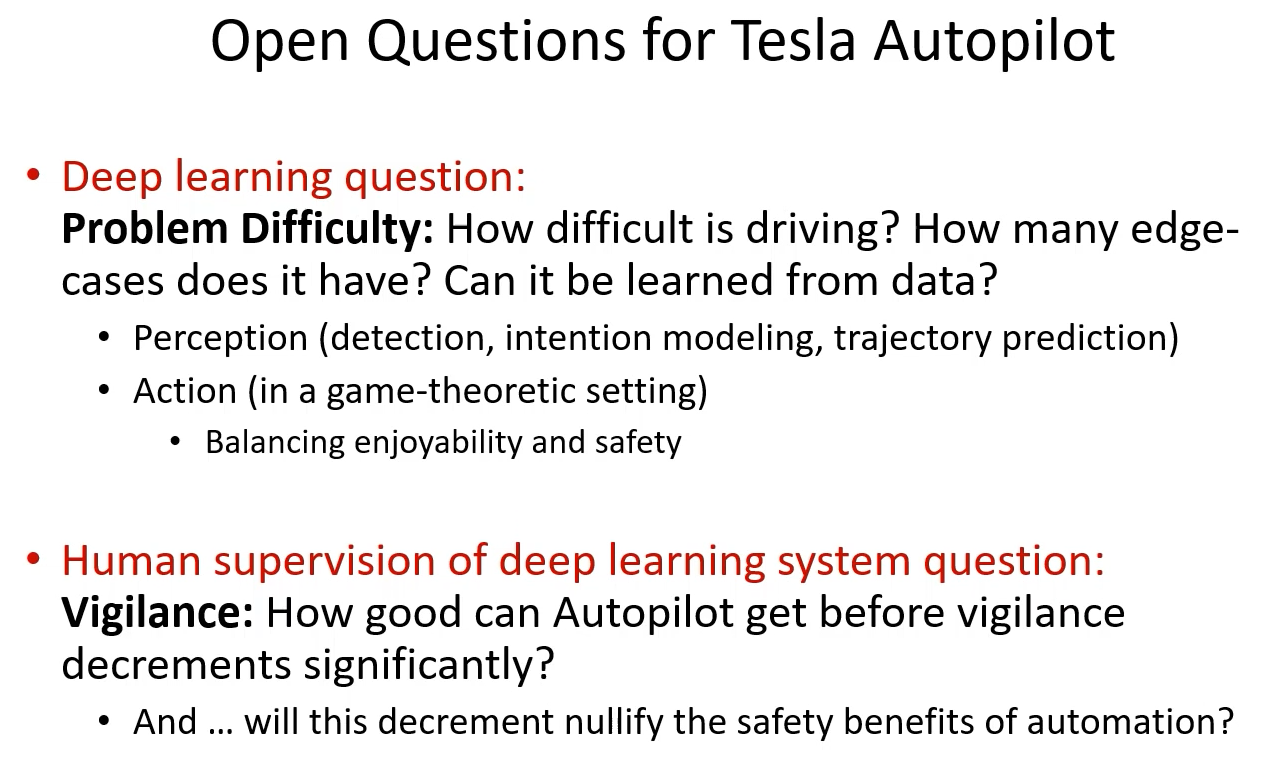 Open Questions for Tesla Autopilot
• Deep learning question:
Problem Difficulty: How difficult is driving? How many edge-
cases does it have? Can it be learned from data?
• Perception (detection, intention modeling, trajectory prediction)
• Action (in a game-theoretic setting)
• Balancing enjoyability and safety
• Human supervision of deep learning system question:
Vigilance: How good can Autopilot get before vigilance
decrements significantly?
• And … will this decrement nullify the safety benefits of automation?